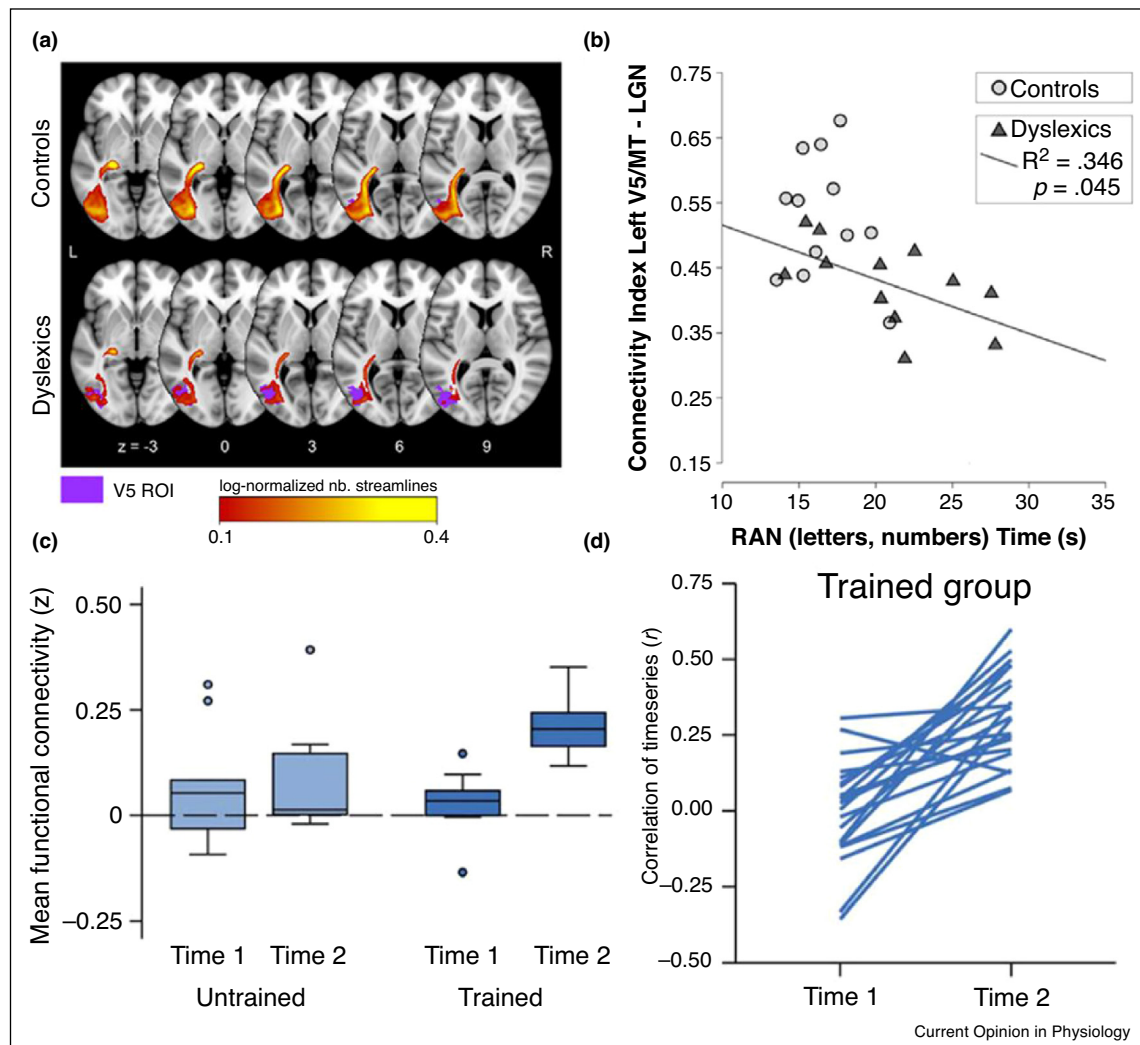 (a)
Controls
L
R
Dyslexics
z = -3 0 3 6 9
V5 ROI
log-normalized nb. streamlines
0.1 0.4
(b)
Connectivity Index Left V5/MT - LGN
0.75
0.65
0.55
0.45
0.35
0.25
0.15
10 15 20 25 30 35
RAN (letters, numbers) Time (s)
Controls
Dyslexics
R² = .346
p = .045
(c)
Mean functional connectivity (z)
0.50
0.25
0
–0.25
Time 1 Time 2 Time 1 Time 2
Untrained Trained
(d)
Trained group
Correlation of timeseries (r)
0.75
0.50
0.25
0.00
–0.25
–0.50
Time 1 Time 2
Current Opinion in Physiology